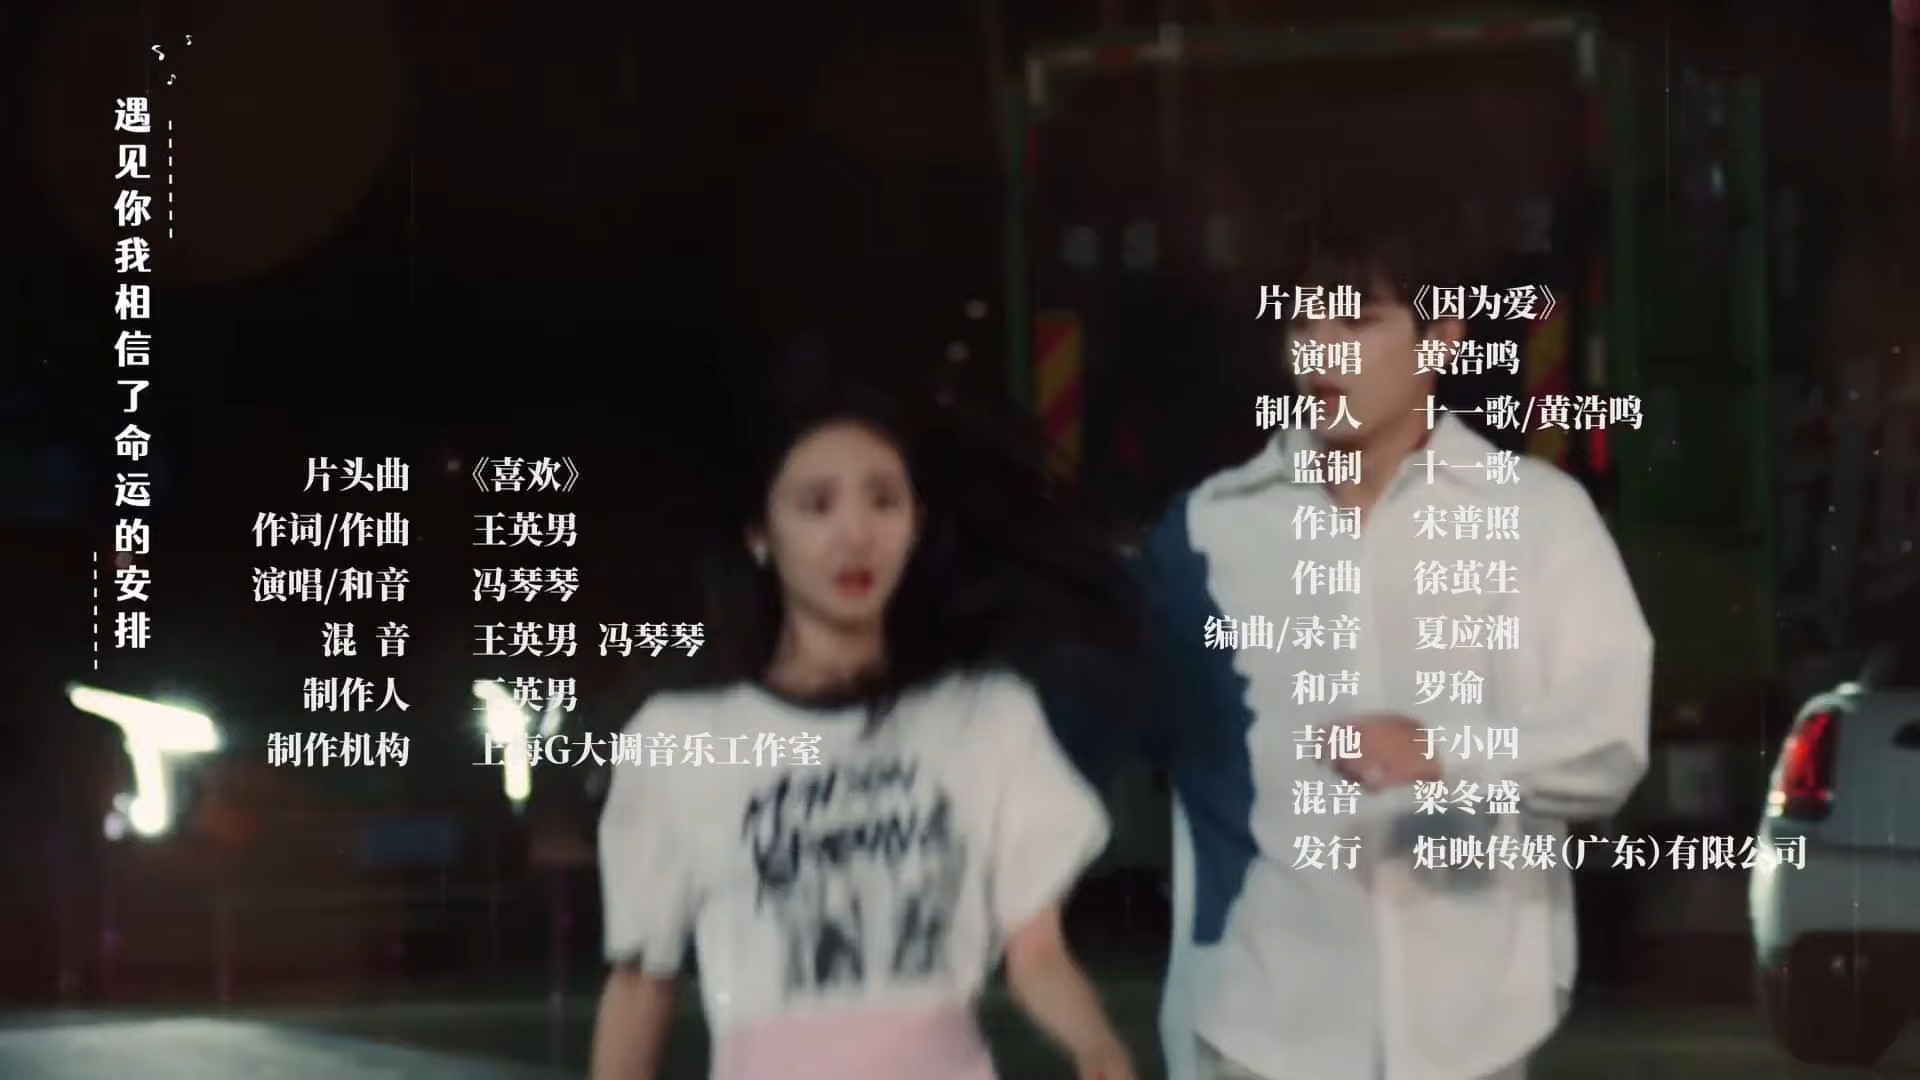 遇见你我相信了命运的安排
片头曲 《喜欢》
作词/作曲 王英男
演唱/和音 冯琴琴
混 音 王英男 冯琴琴
制作人 王英男
制作机构 上海G大调音乐工作室
片尾曲 《因为爱》
演唱 黄浩鸣
制作人 十一歌/黄浩鸣
监制 十一歌
作词 宋普照
作曲 徐茧生
编曲/录音 夏应湘
和声 罗瑜
吉他 于小四
混音 梁冬盛
发行 炬映传媒(广东)有限公司